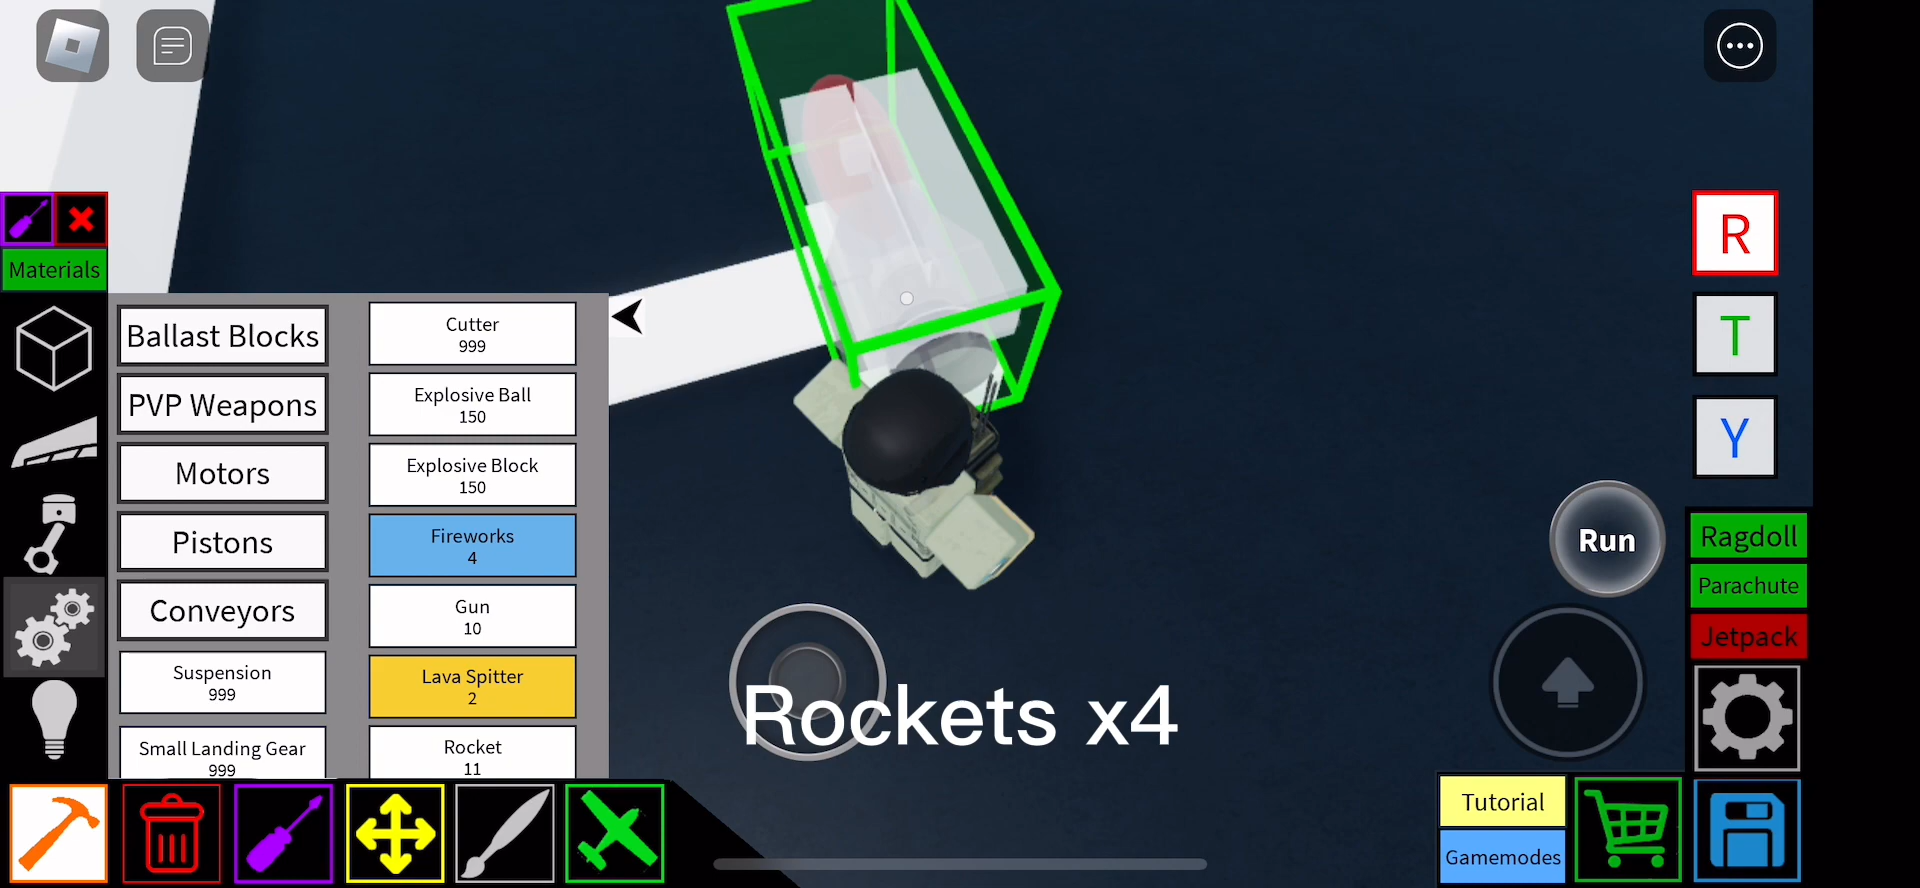 Materials
Ballast Blocks
PVP Weapons
Motors
Pistons
Conveyors
Suspension
999
Small Landing Gear
999
Cutter
999
Explosive Ball
150
Explosive Block
150
Fireworks
4
Gun
10
Lava Spitter
2
Rocket
11
Rockets x4
R
T
Y
Run
Ragdoll
Parachute
Jetpack
Tutorial
Gamemodes